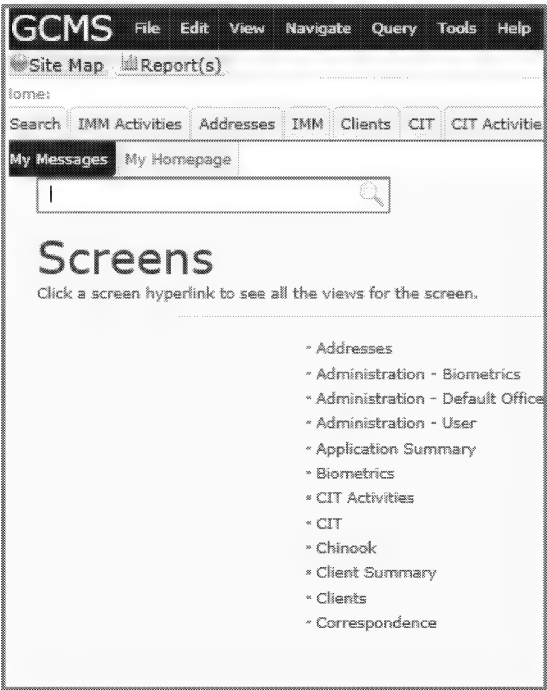 GCMS File Edit View Navigate Query Tools Help
Site Map Report(s)
lome:
Search IMM Activities Addresses IMM Clients CIT CIT Activitie
My Messages My Homepage
Screens
Click a screen hyperlink to see all the views for the screen.
Addresses
Administration - Biometrics
Administration - Default Office
Administration - User
Application Summary
Biometrics
CIT Activities
CIT
Chinook
Client Summary
Clients
Correspondence